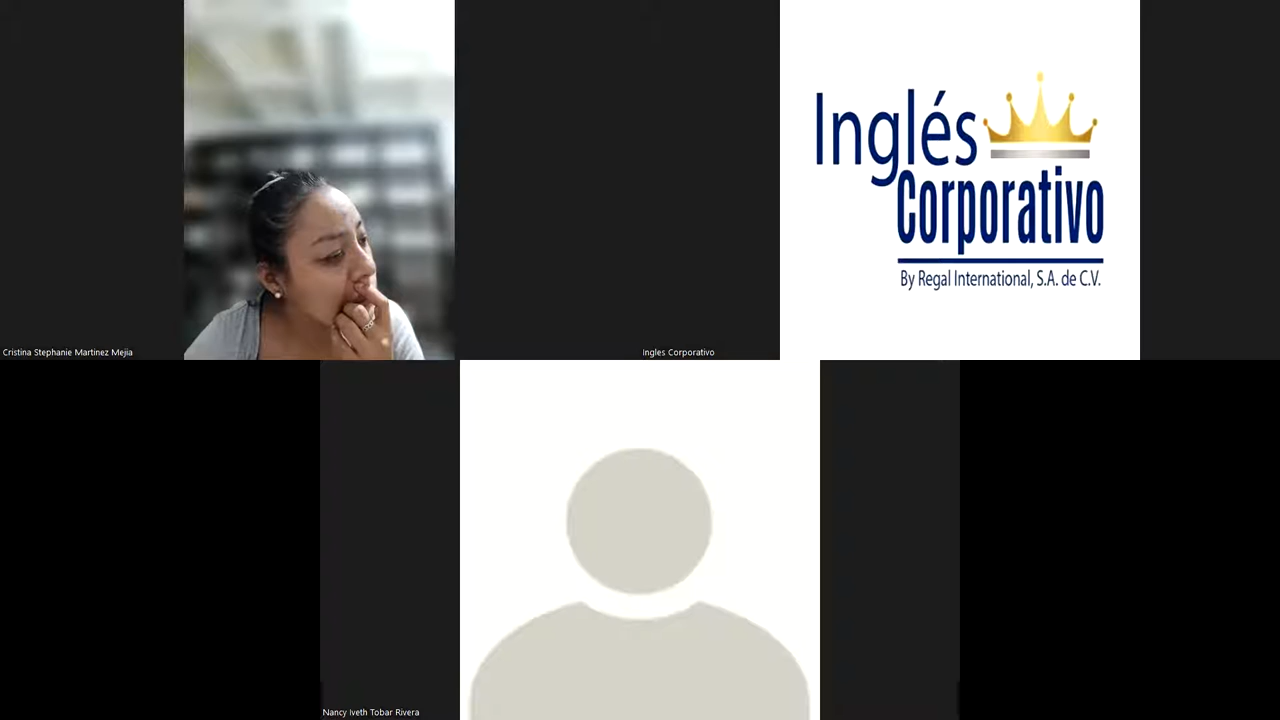 Inglés
Corporativo
By Regal International, S.A. de C.V.
Cristina Stephanie Martinez Mejia
Ingles Corporativo
Nancy Iveth Tobar Rivera